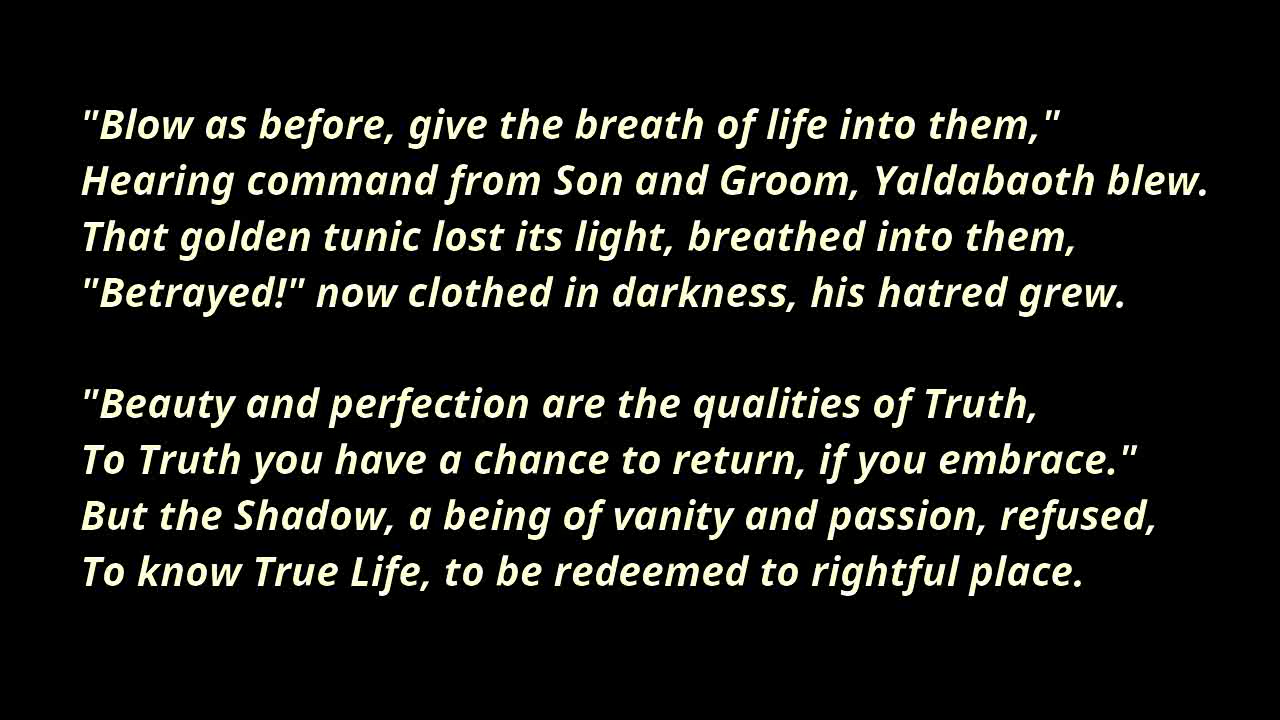 "Blow as before, give the breath of life into them,"
Hearing command from Son and Groom, Yaldabaoth blew.
That golden tunic lost its light, breathed into them,
"Betrayed!" now clothed in darkness, his hatred grew.
"Beauty and perfection are the qualities of Truth,
To Truth you have a chance to return, if you embrace."
But the Shadow, a being of vanity and passion, refused,
To know True Life, to be redeemed to rightful place.